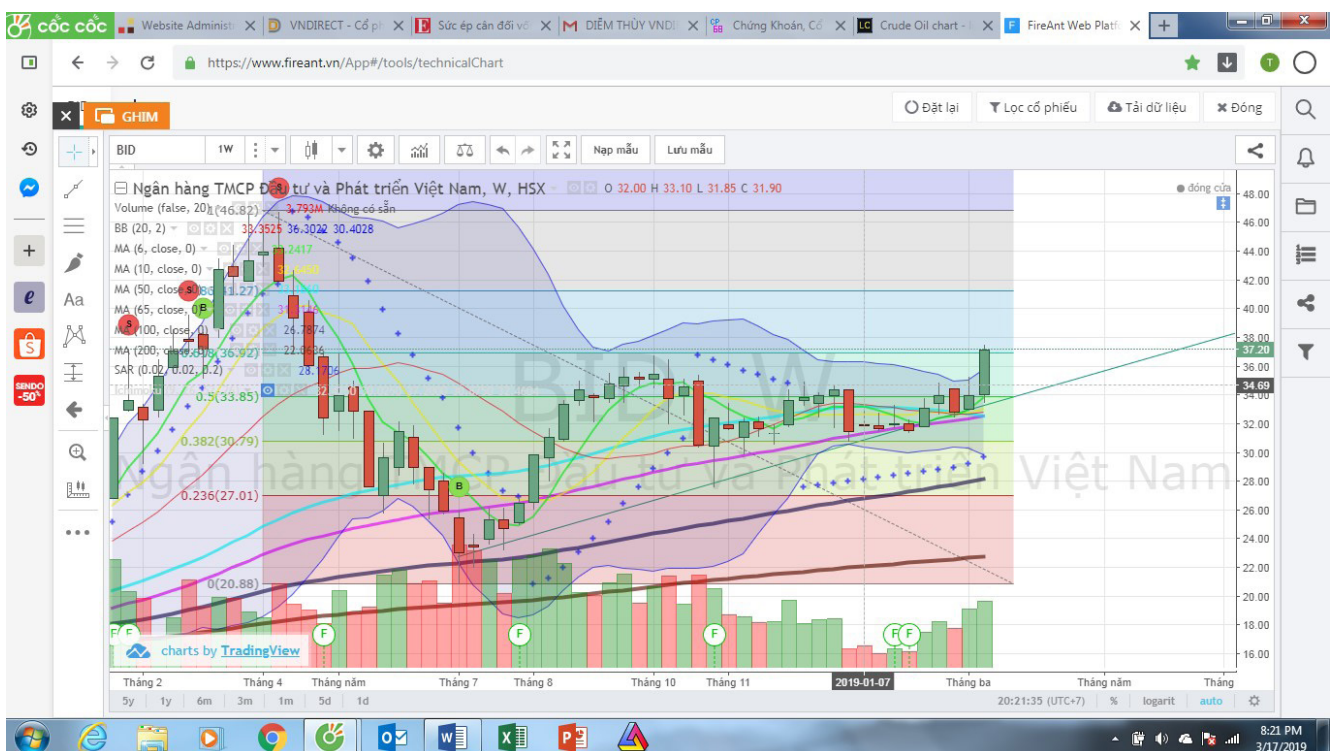 cốc cốc
Website Administ
VNDIRECT - Cổ ph
Sức ép cân đối vớ
DIỄM THÙY VNDI
Chứng Khoán, Cổ
Crude Oil chart -
FireAnt Web Platf
https://www.fireant.vn/App#/tools/technicalChart
GHIM
Đặt lại
Lọc cổ phiếu
Tải dữ liệu
Đóng
BID
1W
Nạp mẫu
Lưu mẫu
Ngân hàng TMCP Đầu tư và Phát triển Việt Nam, W, HSX
O 32.00 H 33.10 L 31.85 C 31.90
đóng cửa
Volume (false, 20)
3.793M Không có sẵn
1(46.82)
BB (20, 2)
33.3525 36.3022 30.4028
MA (6, close, 0)
MA (10, close, 0)
MA (50, close, 0)
MA (65, close, 0)
MA (100, close, 0)
26.7874
MA (200, close, 0)
22.0636
SAR (0.02, 0.02, 0.2)
28.1706
0.5(33.85)
0.382(30.79)
0.236(27.01)
0(20.88)
S
S
S
B
B
BID, W
Ngân hàng TMCP Đầu tư và Phát triển Việt Nam
48.00
46.00
44.00
42.00
40.00
38.00
37.20
36.00
34.69
34.00
32.00
30.00
28.00
26.00
24.00
22.00
20.00
18.00
16.00
F F F F F F F
charts by TradingView
Tháng 2
Tháng 4
Tháng năm
Tháng 7
Tháng 8
Tháng 10
Tháng 11
2019-01-07
Tháng ba
Tháng năm
Tháng
5y 1y 6m 3m 1m 5d 1d
20:21:35 (UTC+7)
%
logarit
auto
Aa
SENDO
-50%
8:21 PM
3/17/2019